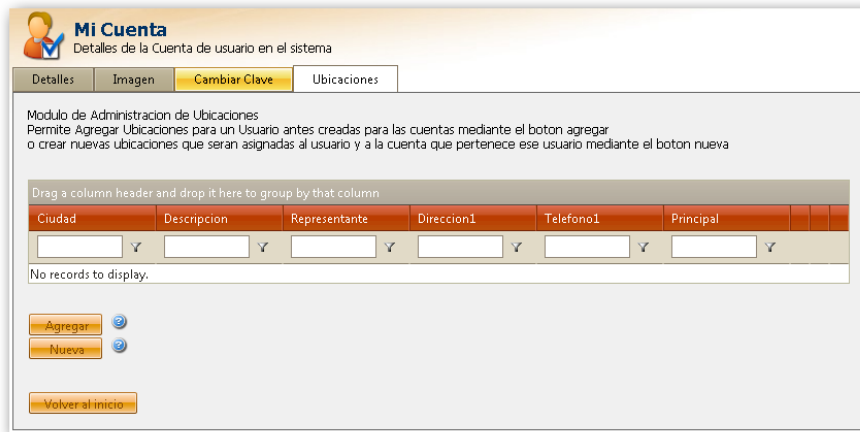 Mi Cuenta
Detalles de la Cuenta de usuario en el sistema
Detalles Imagen Cambiar Clave Ubicaciones
Modulo de Administracion de Ubicaciones
Permite Agregar Ubicaciones para un Usuario antes creadas para las cuentas mediante el boton agregar
o crear nuevas ubicaciones que seran asignadas al usuario y a la cuenta que pertenece ese usuario mediante el boton nueva
Drag a column header and drop it here to group by that column
Ciudad Descripcion Representante Direccion1 Telefono1 Principal
No records to display.
Agregar
Nueva
Volver al inicio